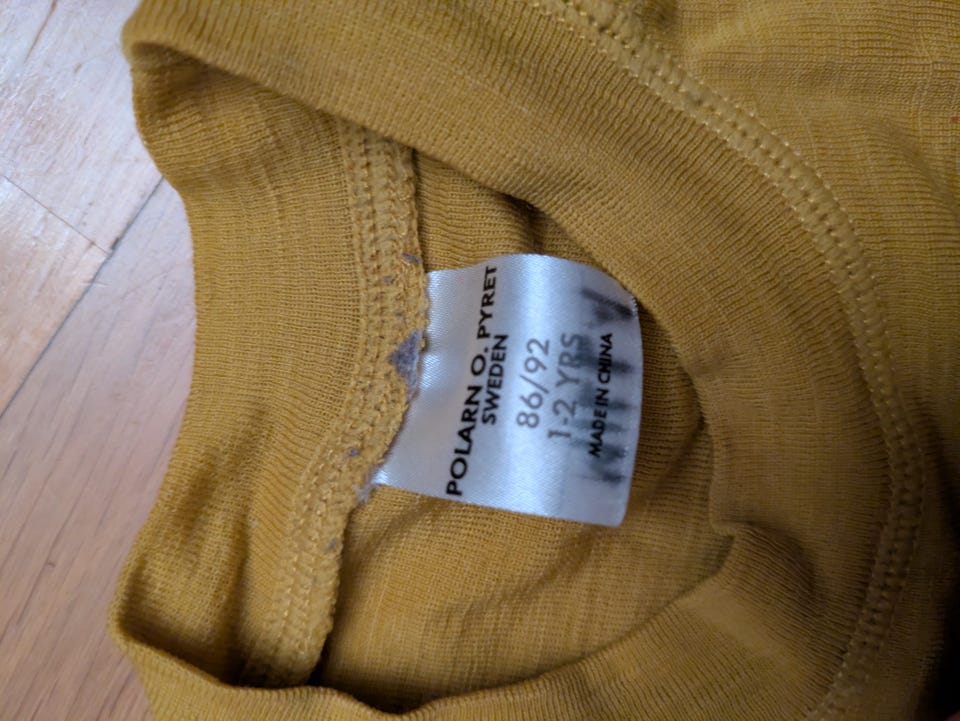 POLARN O. PYRET
SWEDEN
86/92
1-2 YRS
MADE IN CHINA